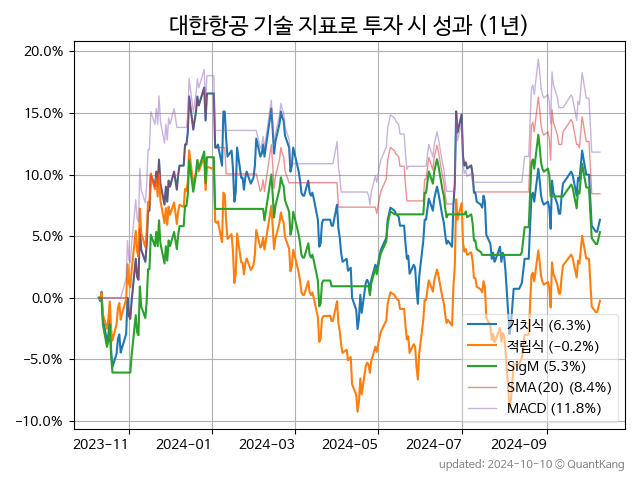 대한항공 기술 지표로 투자 시 성과 (1년)
20.0%
15.0%
10.0%
5.0%
0.0%
−5.0%
−10.0%
거치식 (6.3%)
적립식 (−0.2%)
SigM (5.3%)
SMA(20) (8.4%)
MACD (11.8%)
2023-11
2024-01
2024-03
2024-05
2024-07
2024-09
updated: 2024-10-10 © QuantKang